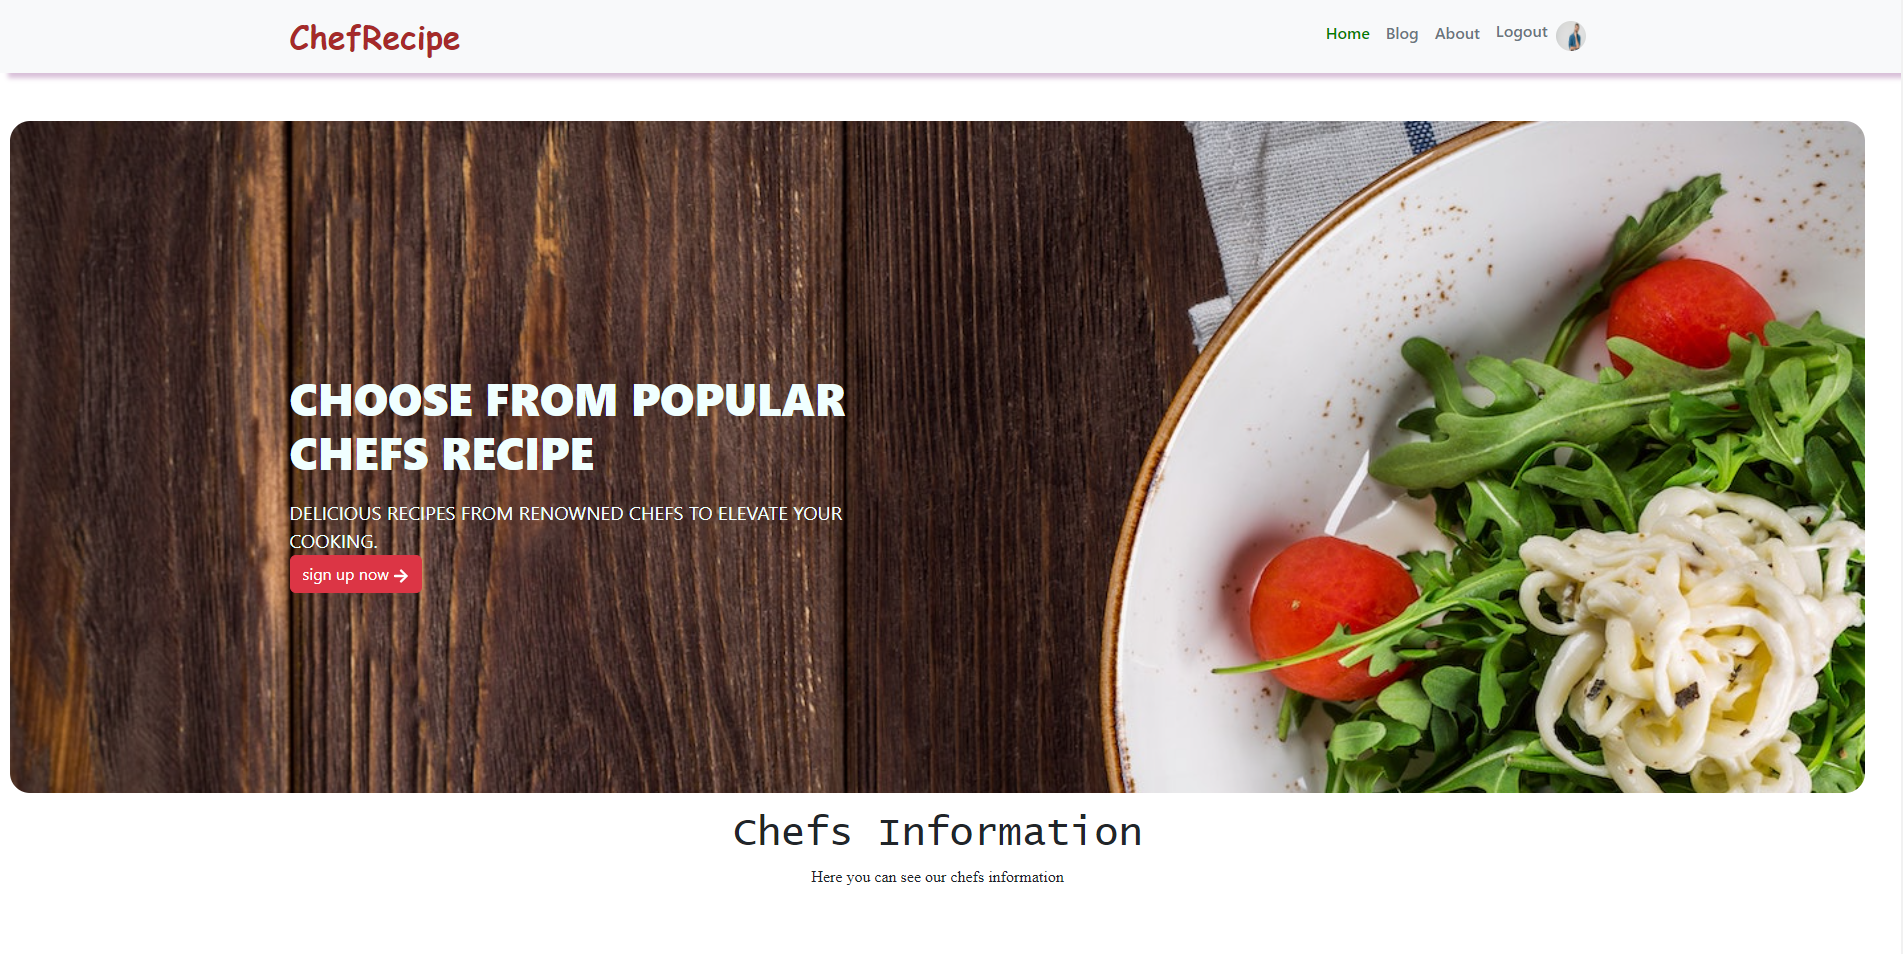 ChefRecipe
Home Blog About Logout
CHOOSE FROM POPULAR
CHEFS RECIPE
DELICIOUS RECIPES FROM RENOWNED CHEFS TO ELEVATE YOUR
COOKING.
sign up now
Chefs Information
Here you can see our chefs information